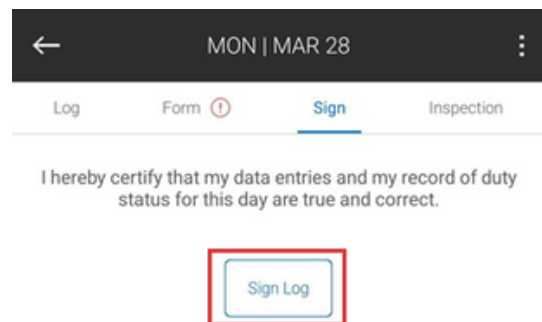 MON | MAR 28
Log Form Sign Inspection
I hereby certify that my data entries and my record of duty
status for this day are true and correct.
Sign Log